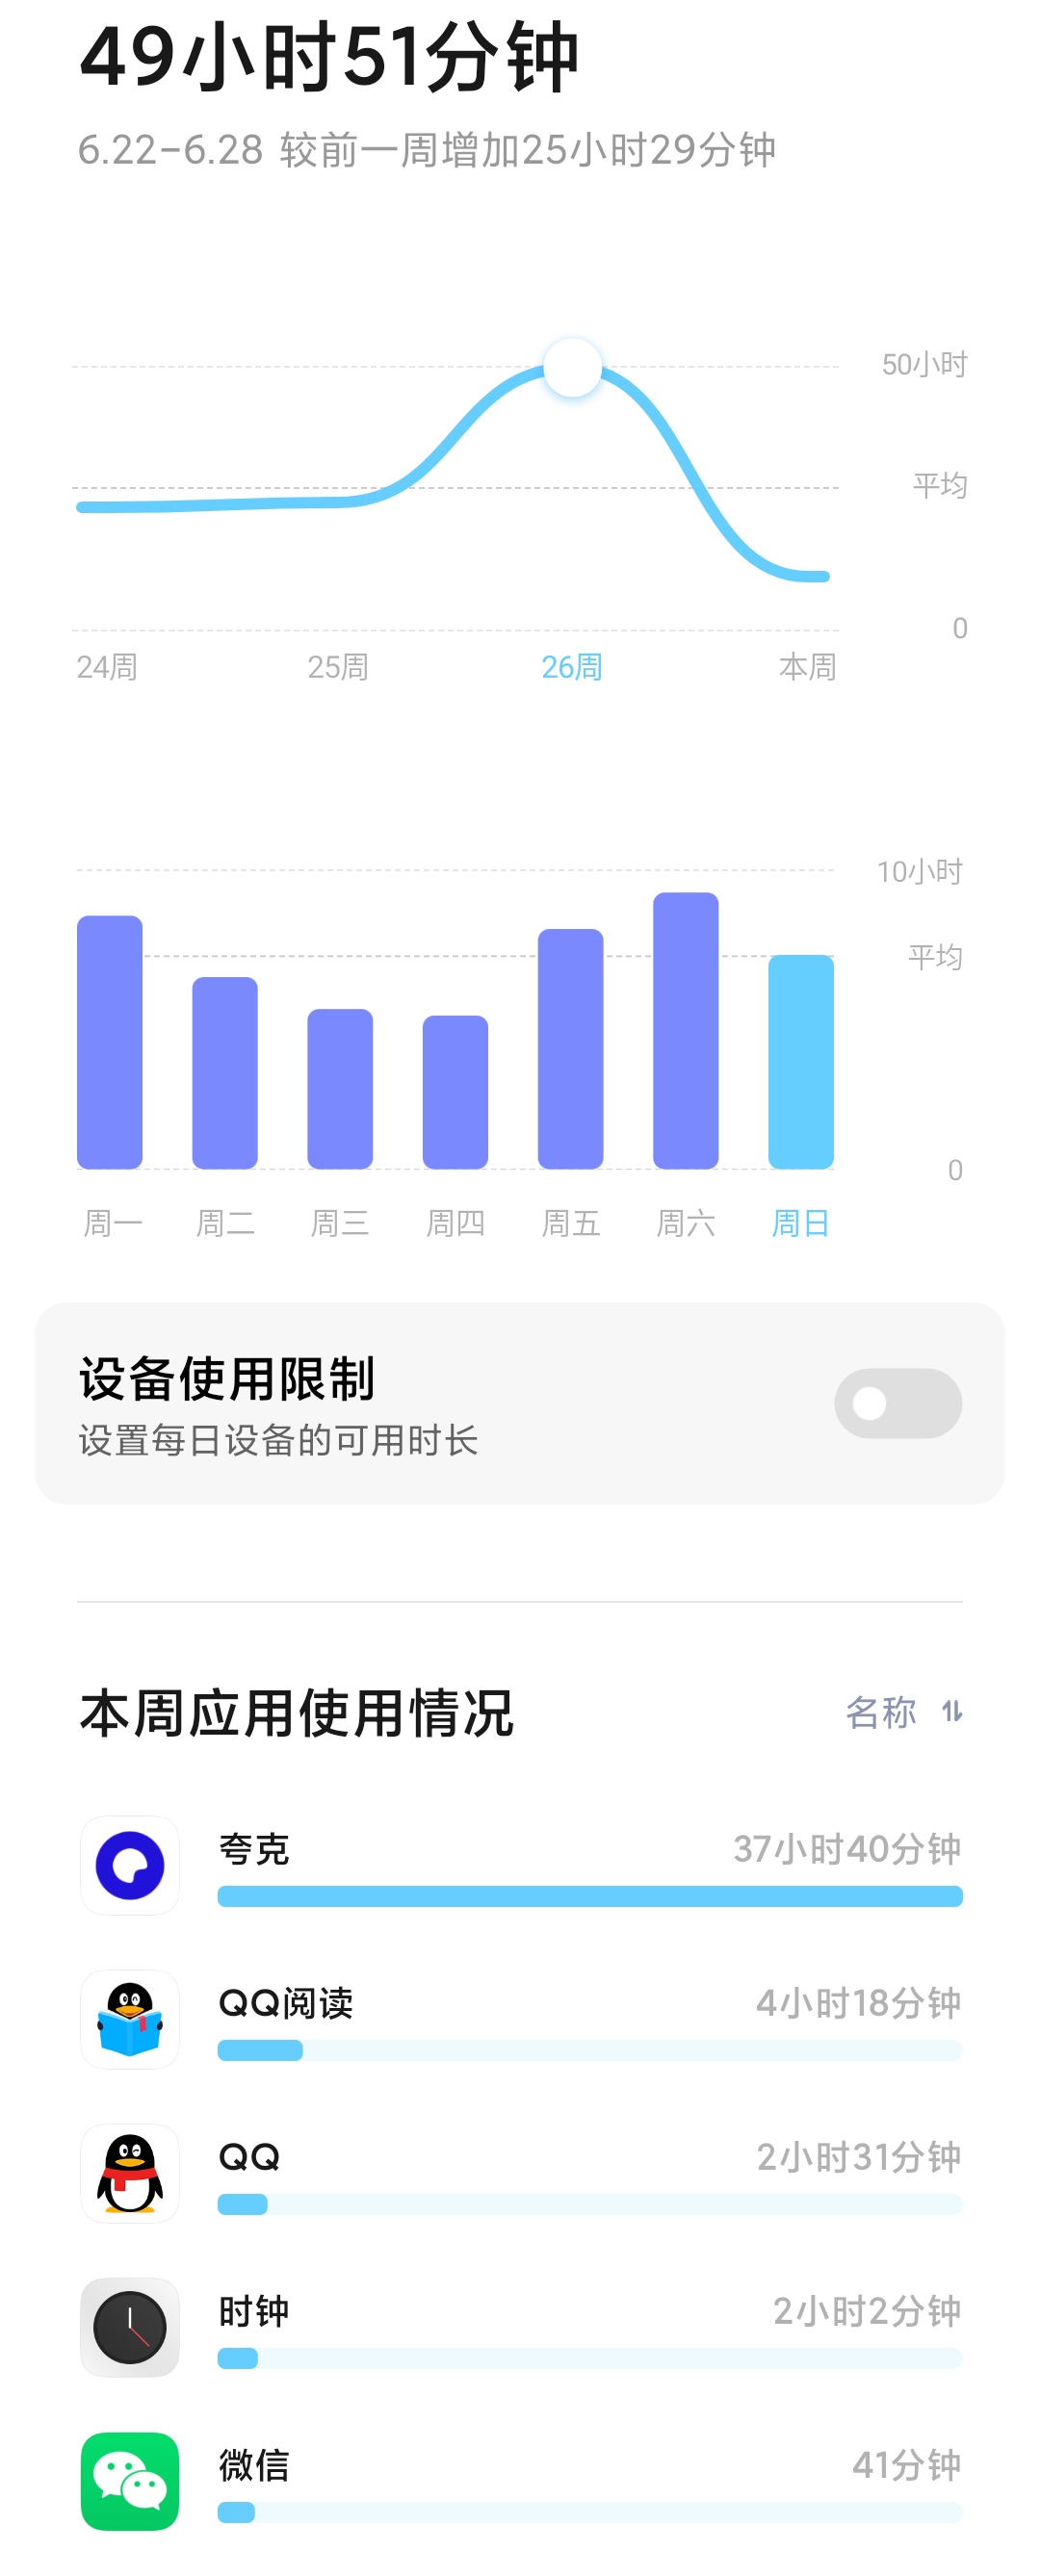 49小时51分钟
6.22-6.28 较前一周增加25小时29分钟
50小时
平均
0
24周 25周 26周 本周
10小时
平均
0
周一 周二 周三 周四 周五 周六 周日
设备使用限制
设置每日设备的可用时长
本周应用使用情况 名称
夸克 37小时40分钟
QQ阅读 4小时18分钟
QQ 2小时31分钟
时钟 2小时2分钟
微信 41分钟